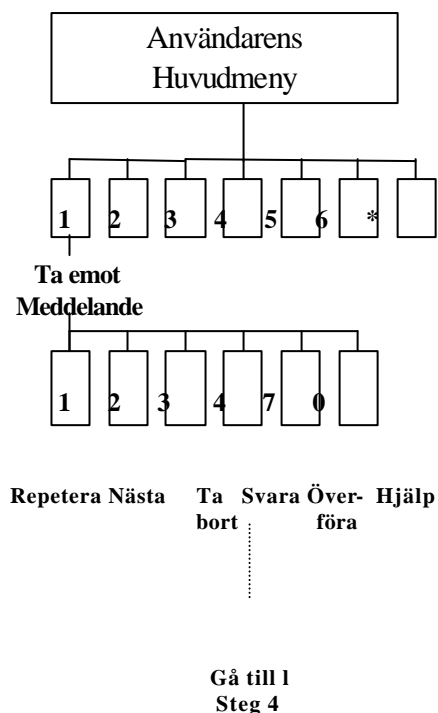 Användarens
Huvudmeny
1 2 3 4 5 6 *
Ta emot
Meddelande
1 2 3 4 7 0
Repetera Nästa Ta Svara Över- Hjälp
bort föra
Gå till l
Steg 4